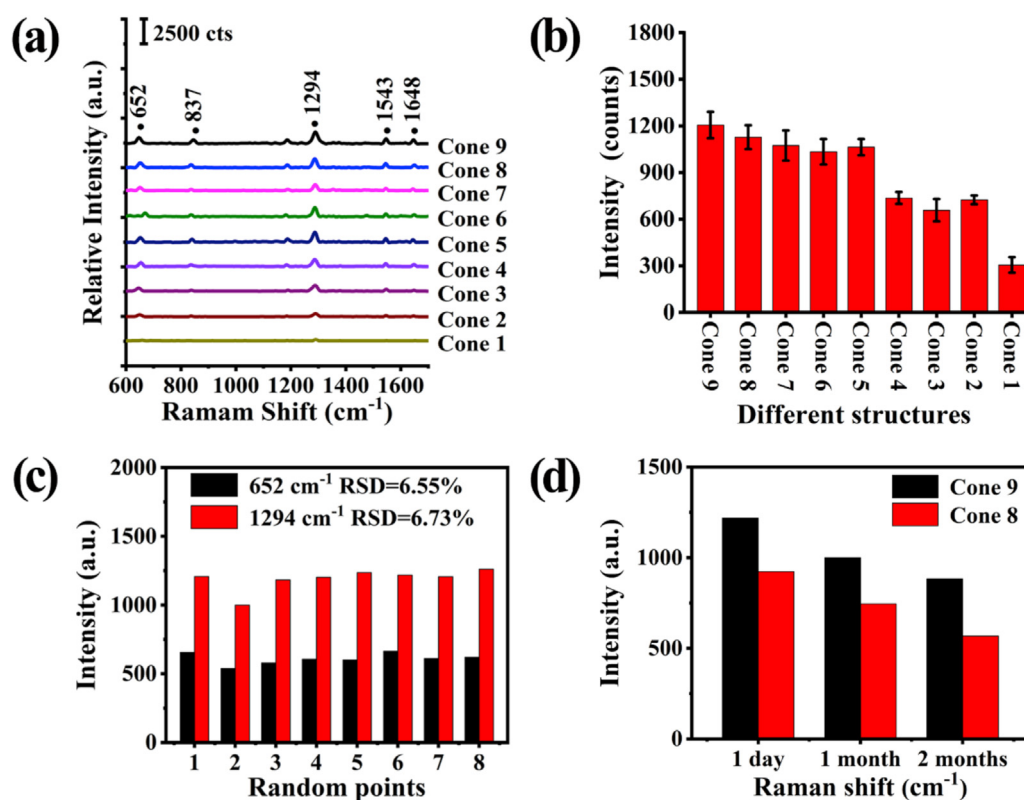 (a)
2500 cts
652
837
1294
1543
1648
Cone 9
Cone 8
Cone 7
Cone 6
Cone 5
Cone 4
Cone 3
Cone 2
Cone 1
Relative Intensity (a.u.)
600 800 1000 1200 1400 1600
Ramam Shift (cm⁻¹)
(b)
1800
1500
1200
900
600
300
0
Intensity (counts)
Cone 9
Cone 8
Cone 7
Cone 6
Cone 5
Cone 4
Cone 3
Cone 2
Cone 1
Different structures
(c)
2000
1500
1000
500
0
Intensity (a.u.)
652 cm⁻¹ RSD=6.55%
1294 cm⁻¹ RSD=6.73%
1 2 3 4 5 6 7 8
Random points
(d)
1500
1000
500
0
Intensity (a.u.)
Cone 9
Cone 8
1 day 1 month 2 months
Raman shift (cm⁻¹)